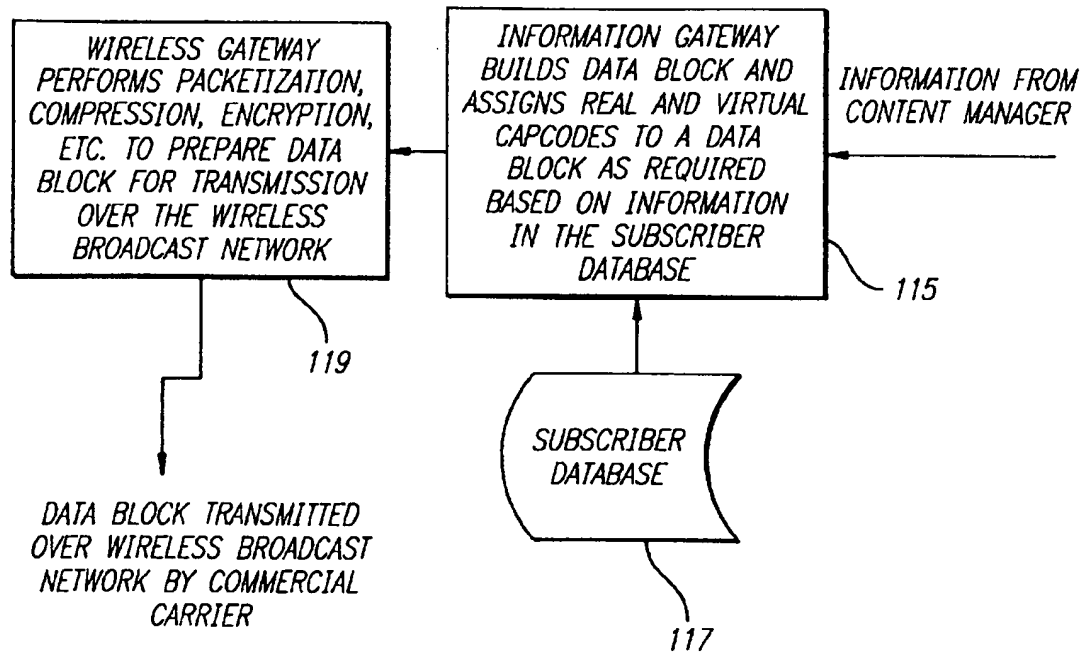 WIRELESS GATEWAY
PERFORMS PACKETIZATION,
COMPRESSION, ENCRYPTION,
ETC. TO PREPARE DATA
BLOCK FOR TRANSMISSION
OVER THE WIRELESS
BROADCAST NETWORK
119
INFORMATION GATEWAY
BUILDS DATA BLOCK AND
ASSIGNS REAL AND VIRTUAL
CAPCODES TO A DATA
BLOCK AS REQUIRED
BASED ON INFORMATION
IN THE SUBSCRIBER
DATABASE
115
INFORMATION FROM
CONTENT MANAGER
SUBSCRIBER
DATABASE
117
DATA BLOCK TRANSMITTED
OVER WIRELESS BROADCAST
NETWORK BY COMMERCIAL
CARRIER